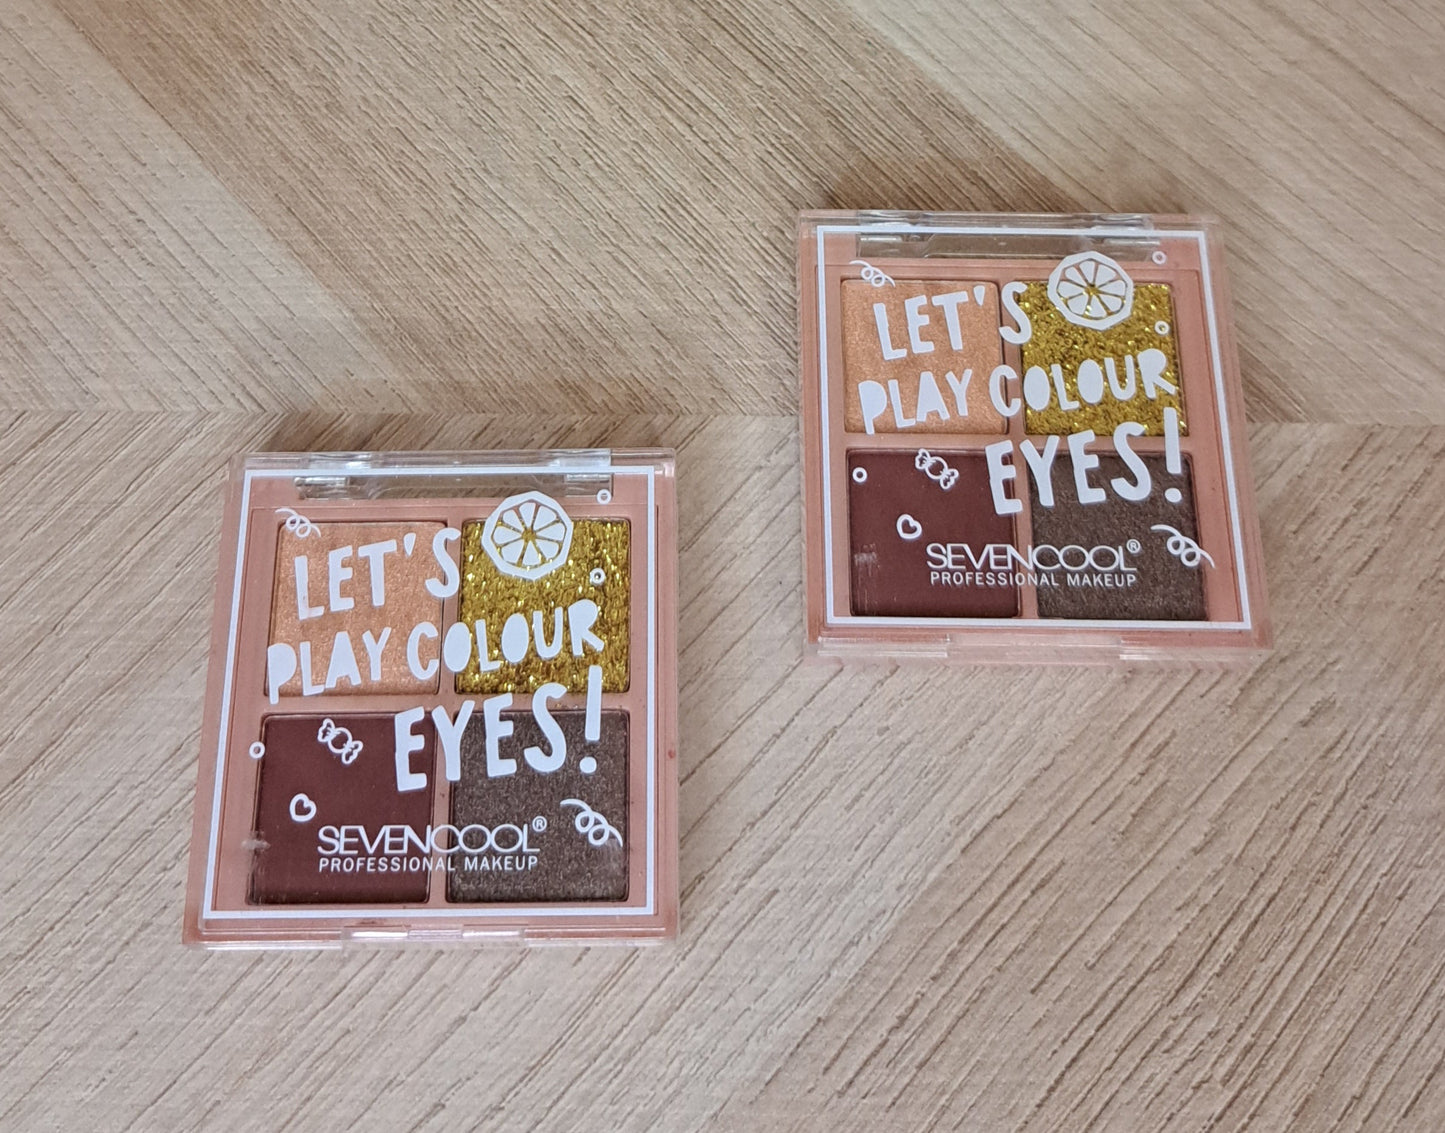 LET'S
PLAY COLOUR
EYES!
SEVENCOOL®
PROFESSIONAL MAKEUP
LET'S
PLAY COLOUR
EYES!
SEVENCOOL®
PROFESSIONAL MAKEUP